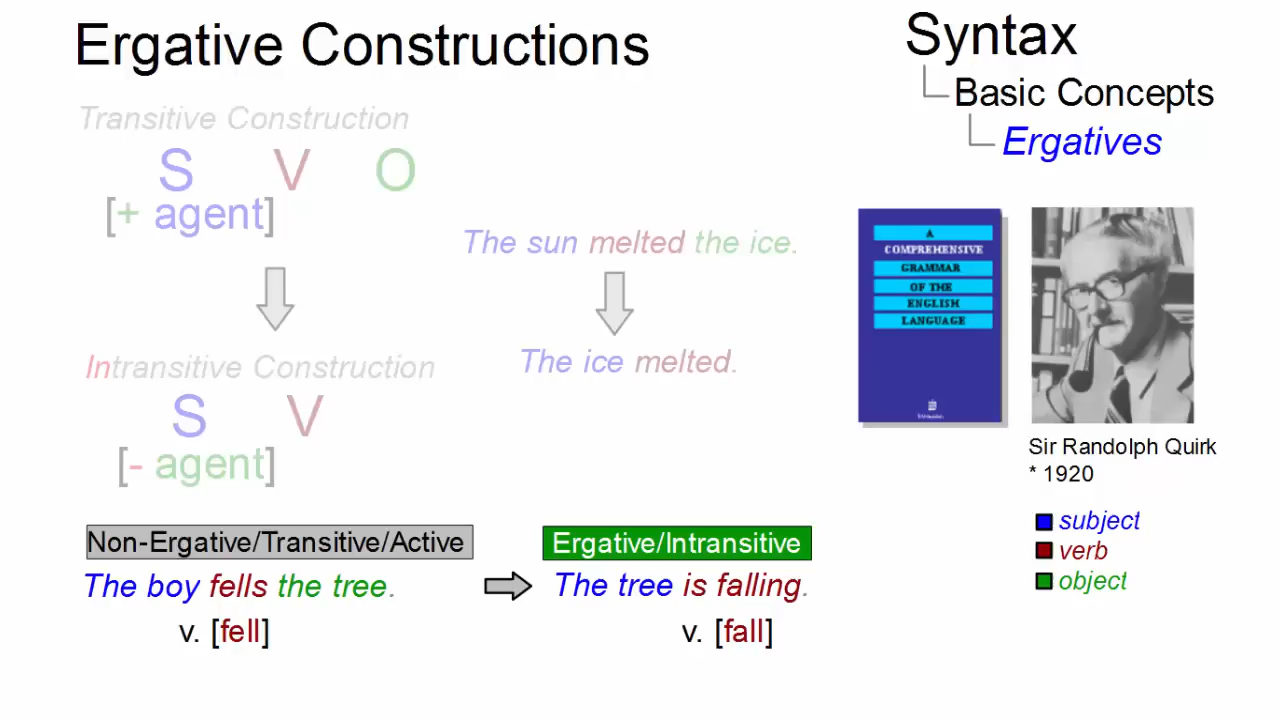 Ergative Constructions
Syntax
Basic Concepts
Ergatives
Transitive Construction
S V O
[+ agent]
The sun melted the ice.
The ice melted.
Intransitive Construction
S V
[- agent]
A
COMPREHENSIVE
GRAMMAR
OF THE
ENGLISH
LANGUAGE
Sir Randolph Quirk
* 1920
subject
verb
object
Non-Ergative/Transitive/Active
Ergative/Intransitive
The boy fells the tree.
The tree is falling.
v. [fell]
v. [fall]